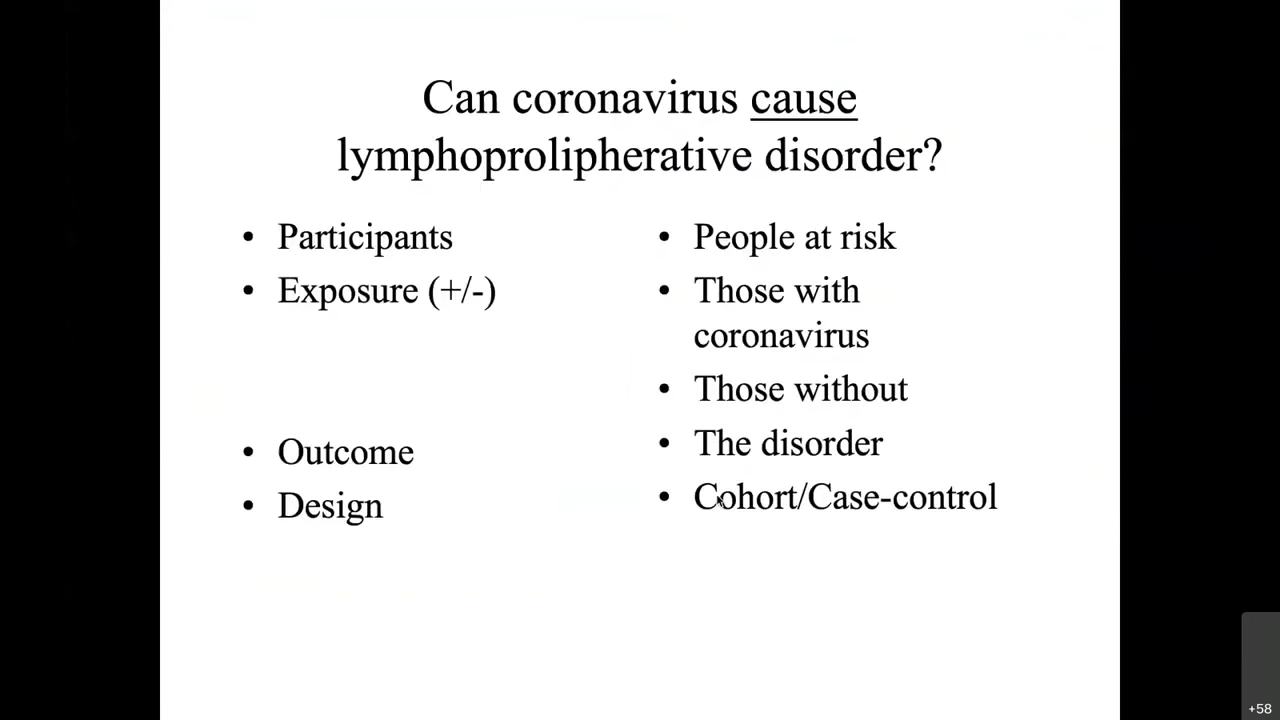 Can coronavirus cause
lymphoprolipherative disorder?
• Participants
• Exposure (+/-)
• Outcome
• Design
• People at risk
• Those with
coronavirus
• Those without
• The disorder
• Cohort/Case-control
+58